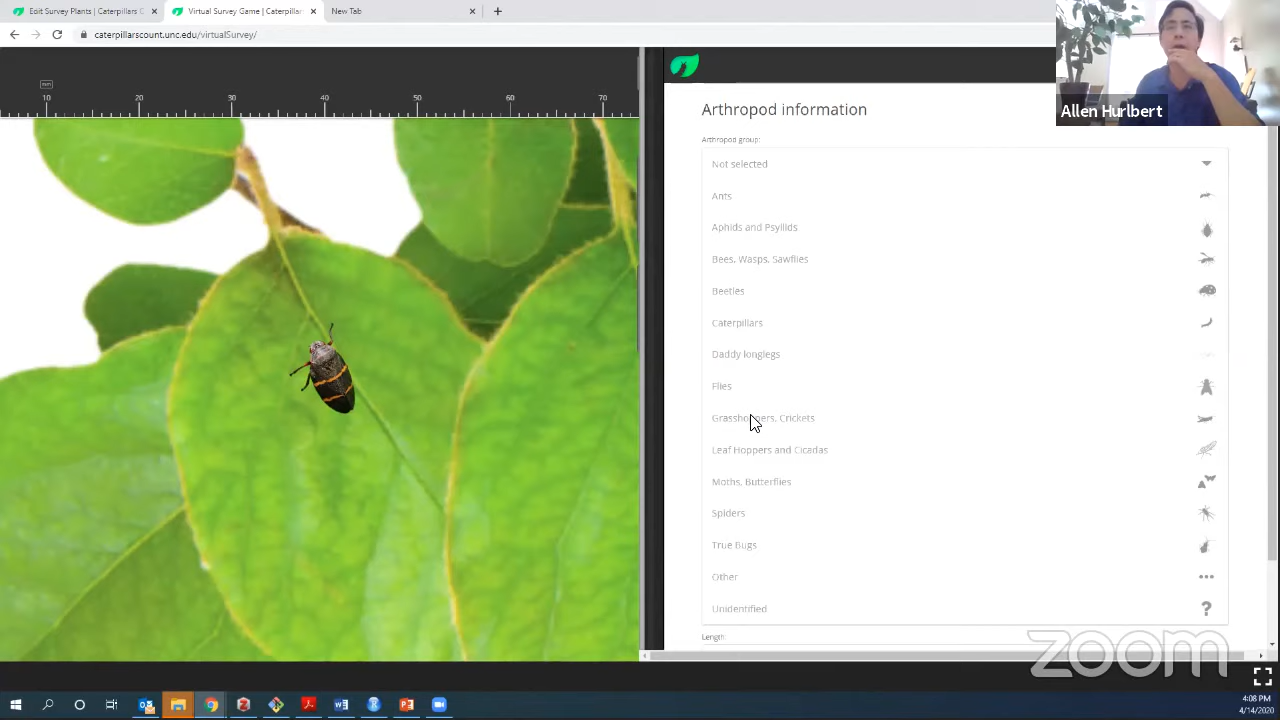 Edit Survey Plants | Caterpillars C
Virtual Survey Game | Caterpillars
New Tab
caterpillarscount.unc.edu/virtualSurvey/
Allen Hurlbert
mm
10 20 30 40 50 60 70
Arthropod information
Arthropod group:
Not selected
Ants
Aphids and Psyllids
Bees, Wasps, Sawflies
Beetles
Caterpillars
Daddy longlegs
Flies
Grasshoppers, Crickets
Leaf Hoppers and Cicadas
Moths, Butterflies
Spiders
True Bugs
Other
Unidentified
Length:
zoom
4:08 PM
4/14/2020